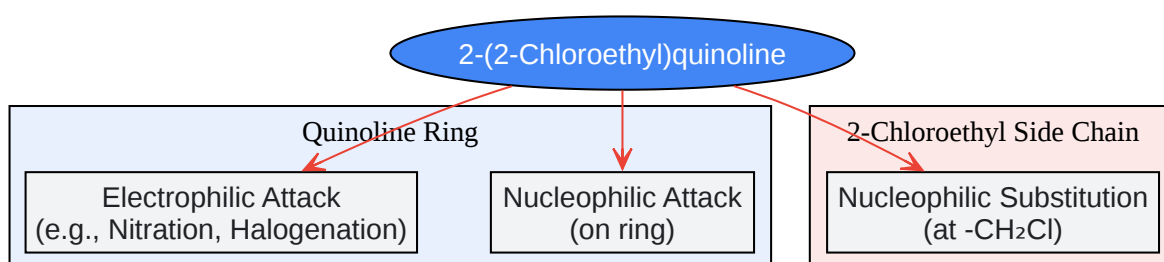 2-(2-Chloroethyl)quinoline
Quinoline Ring
2-Chloroethyl Side Chain
Electrophilic Attack
(e.g., Nitration, Halogenation)
Nucleophilic Attack
(on ring)
Nucleophilic Substitution
(at -CH₂Cl)